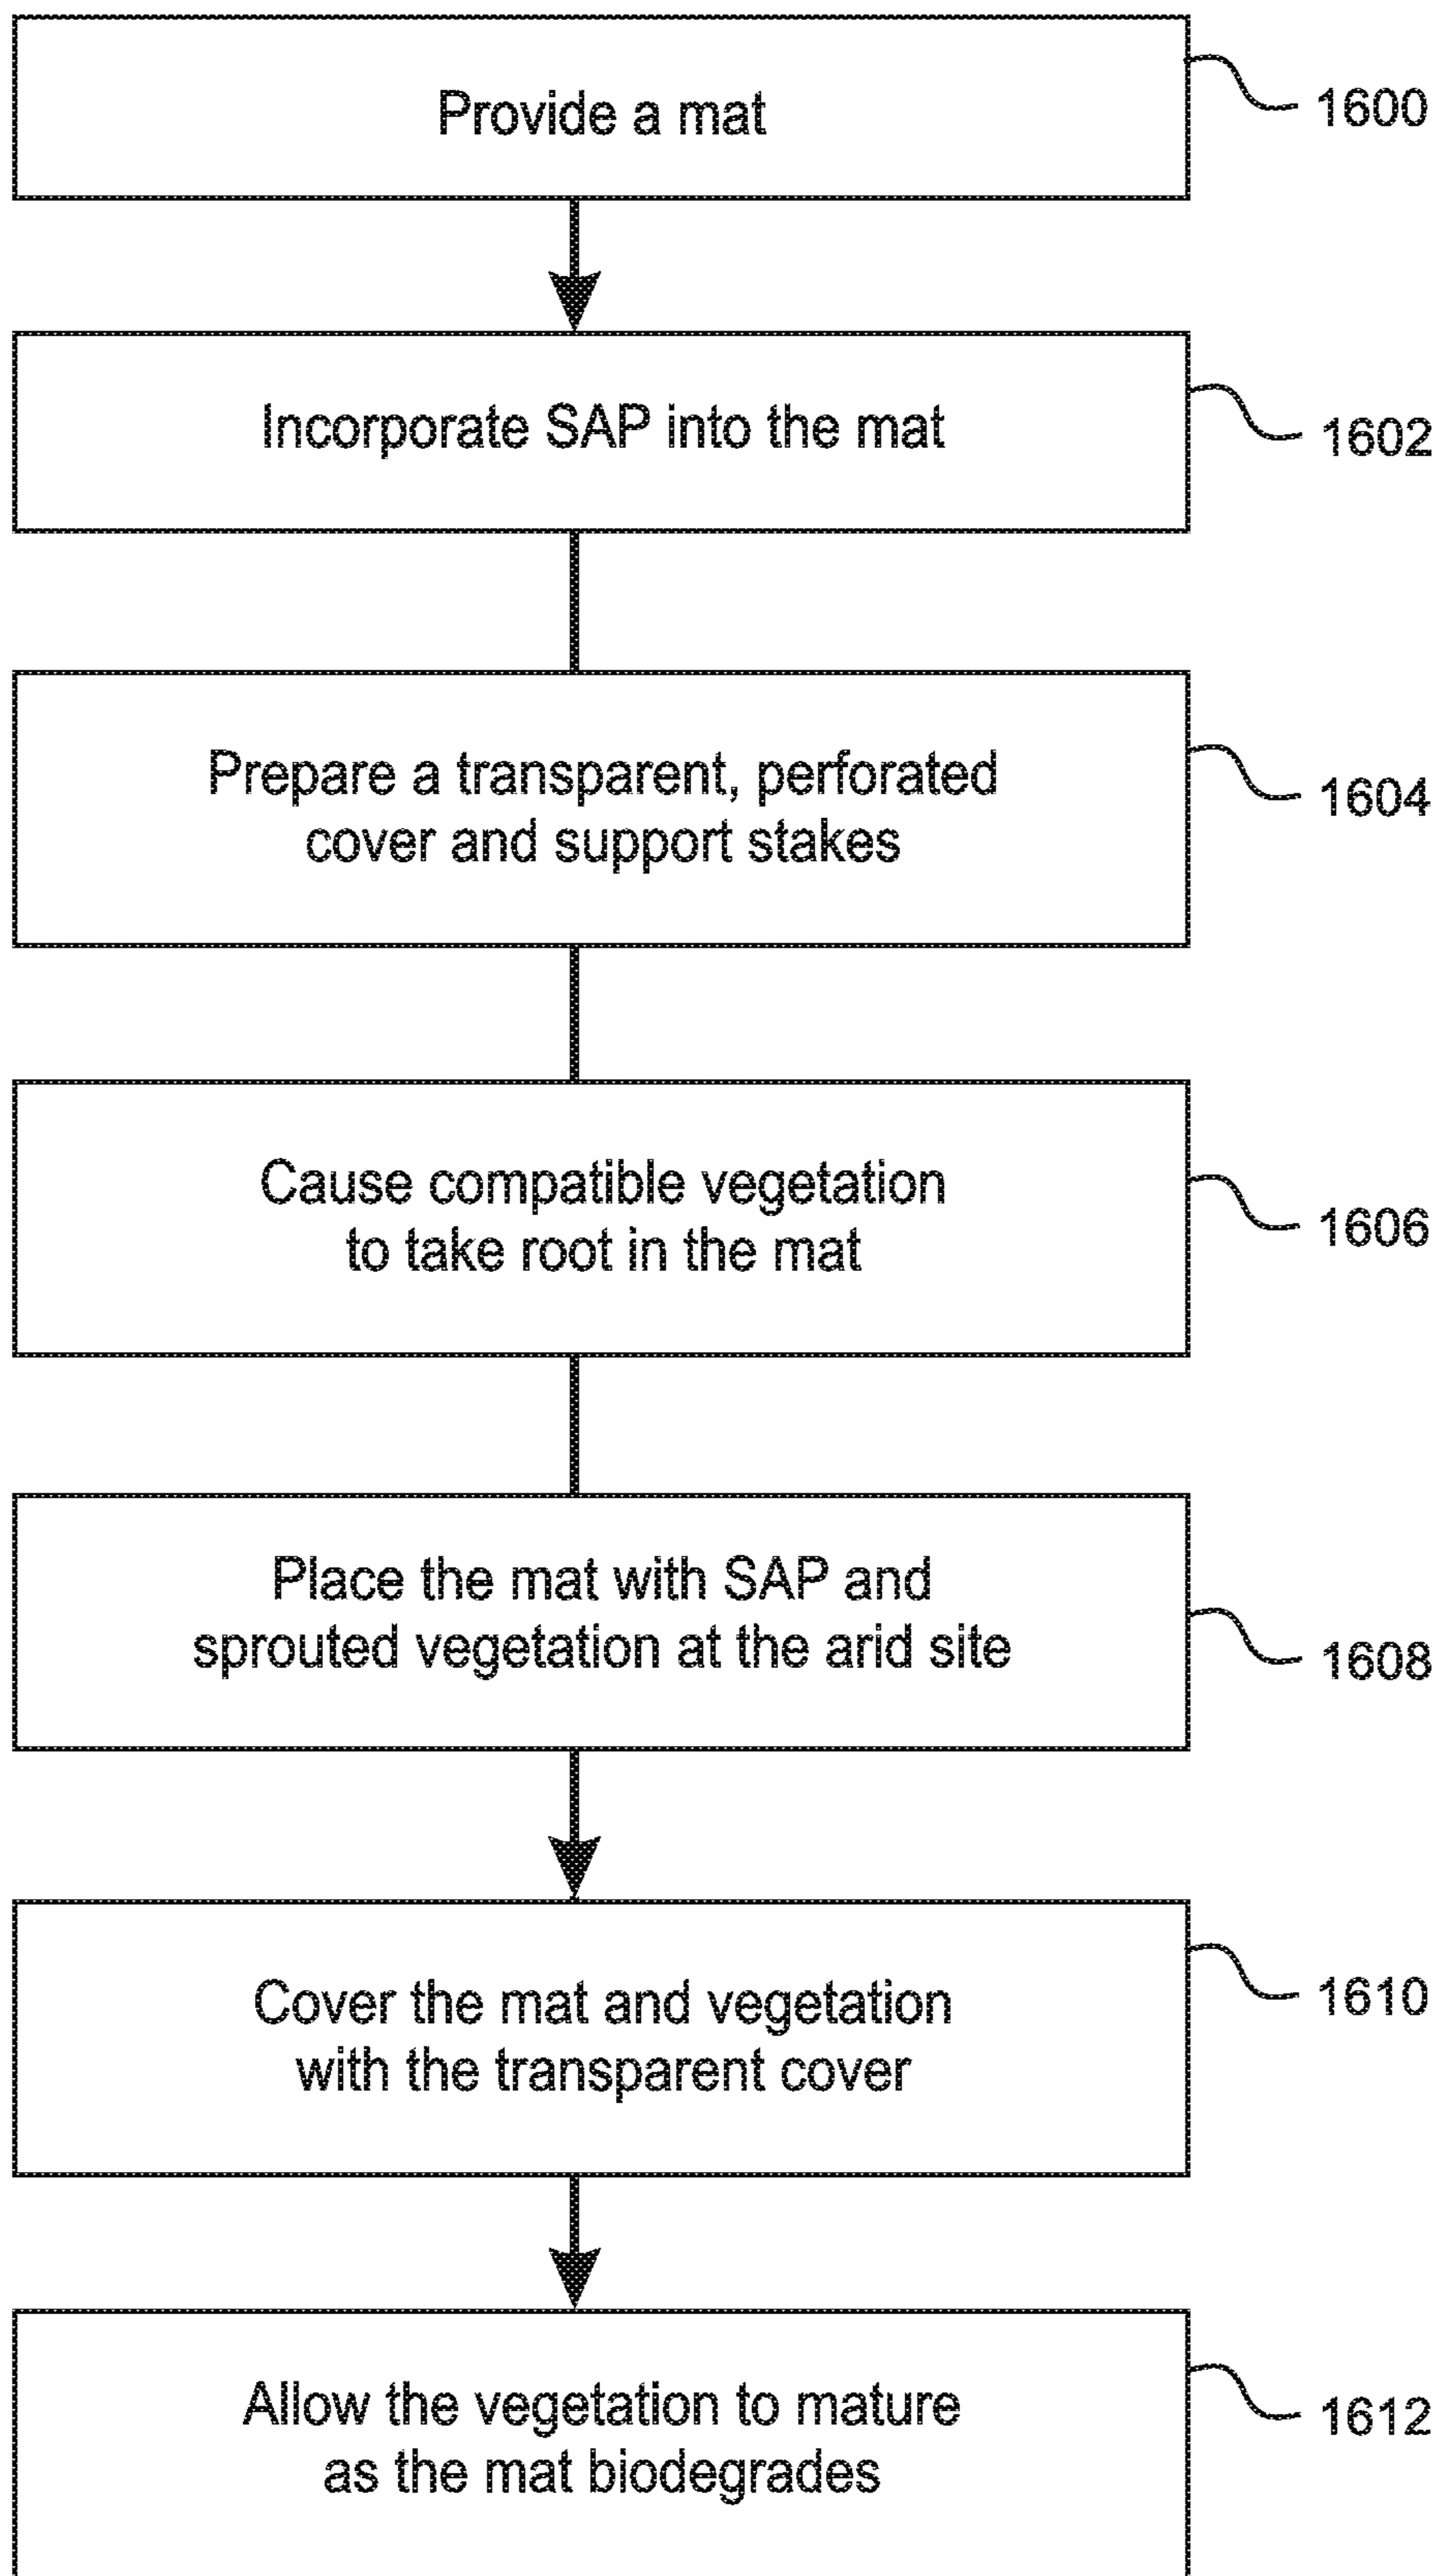 Provide a mat
1600
Incorporate SAP into the mat
1602
Prepare a transparent, perforated
cover and support stakes
1604
Cause compatible vegetation
to take root in the mat
1606
Place the mat with SAP and
sprouted vegetation at the arid site
1608
Cover the mat and vegetation
with the transparent cover
1610
Allow the vegetation to mature
as the mat biodegrades
1612